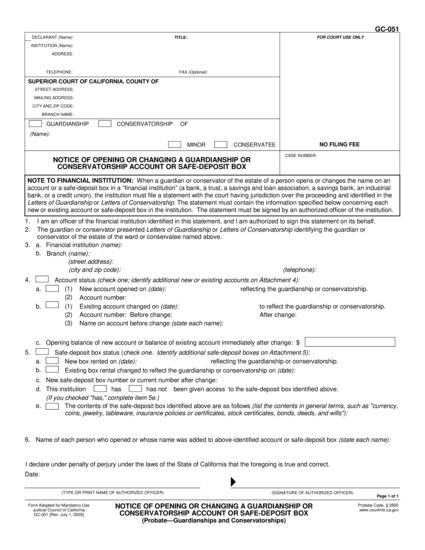 GC-051
DECLARANT (Name): TITLE: FOR COURT USE ONLY
INSTITUTION (Name):
ADDRESS:
TELEPHONE: FAX (Optional):
SUPERIOR COURT OF CALIFORNIA, COUNTY OF
STREET ADDRESS:
MAILING ADDRESS:
CITY AND ZIP CODE:
BRANCH NAME:
GUARDIANSHIP CONSERVATORSHIP OF
(Name):
MINOR CONSERVATEE NO FILING FEE
NOTICE OF OPENING OR CHANGING A GUARDIANSHIP OR
CONSERVATORSHIP ACCOUNT OR SAFE-DEPOSIT BOX
CASE NUMBER:
NOTE TO FINANCIAL INSTITUTION: When a guardian or conservator of the estate of a person opens or changes the name on an
account or a safe-deposit box in a "financial institution" (a bank, a trust, a savings and loan association, a savings bank, an industrial
bank, or a credit union), the institution must file a statement with the court having jurisdiction over the proceeding and identified in the
Letters of Guardianship or Letters of Conservatorship. The statement must contain the information specified below concerning each
new or existing account or safe-deposit box in the institution. The statement must be signed by an authorized officer of the institution.
1. I am an officer of the financial institution identified in this statement, and I am authorized to sign this statement on its behalf.
2. The guardian or conservator presented Letters of Guardianship or Letters of Conservatorship identifying the guardian or
conservator of the estate of the ward or conservatee named above.
3. a. Financial institution (name):
b. Branch (name):
(street address):
(city and zip code): (telephone):
4. Account status (check one; identify additional new or existing accounts on Attachment 4):
a. (1) New account opened on (date): reflecting the guardianship or conservatorship.
(2) Account number:
b. (1) Existing account changed on (date): to reflect the guardianship or conservatorship.
(2) Account number: Before change: After change:
(3) Name on account before change (state each name):
c. Opening balance of new account or balance of existing account immediately after change: $
5. Safe-deposit box status (check one. Identify additional safe-deposit boxes on Attachment 5):
a. New box rented on (date): reflecting the guardianship or conservatorship.
b. Existing box rental changed to reflect the guardianship or conservatorship on (date):
c. New safe-deposit box number or current number after change:
d. This institution has has not been given access to the safe-deposit box identified above.
(If you checked "has," complete item 5e.)
e. The contents of the safe-deposit box identified above are as follows (list the contents in general terms, such as "currency,
coins, jewelry, tableware, insurance policies or certificates, stock certificates, bonds, deeds, and wills"):
6. Name of each person who opened or whose name was added to above-identified account or safe-deposit box (state each name):
I declare under penalty of perjury under the laws of the State of California that the foregoing is true and correct.
Date:
(TYPE OR PRINT NAME OF AUTHORIZED OFFICER) (SIGNATURE OF AUTHORIZED OFFICER)
Page 1 of 1
Form Adopted for Mandatory Use
Judicial Council of California
GC-051 [Rev. July 1, 2005]
NOTICE OF OPENING OR CHANGING A GUARDIANSHIP OR
CONSERVATORSHIP ACCOUNT OR SAFE-DEPOSIT BOX
(Probate—Guardianships and Conservatorships)
Probate Code, § 2892
www.courtinfo.ca.gov